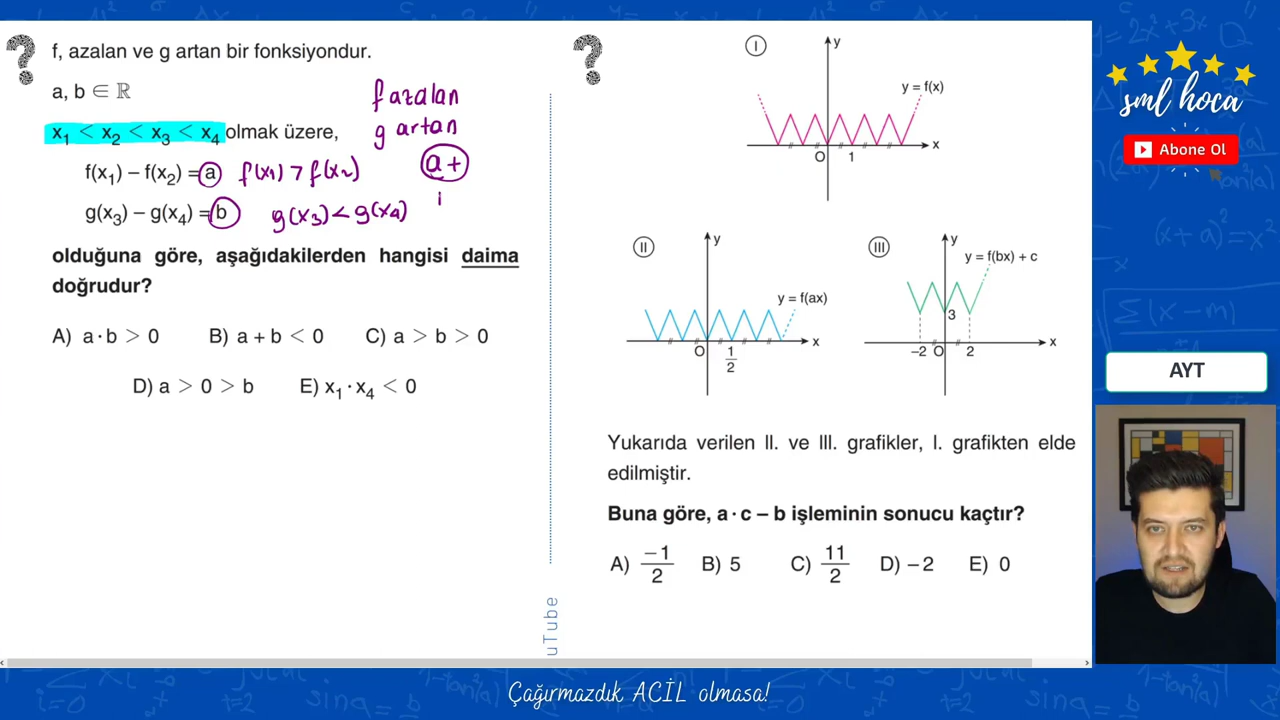 f, azalan ve g artan bir fonksiyondur.
a, b ∈ ℝ
x₁ < x₂ < x₃ < x₄ olmak üzere,
f(x₁) – f(x₂) = a
g(x₃) – g(x₄) = b
f azalan
g artan
a +
f(x₁) > f(x₂)
g(x₃) < g(x₄)
olduğuna göre, aşağıdakilerden hangisi daima
doğrudur?
A) a · b > 0 B) a + b < 0 C) a > b > 0
D) a > 0 > b E) x₁ · x₄ < 0
uTube
I
y
y = f(x)
O 1 x
II
y
y = f(ax)
O 1/2 x
III
y
y = f(bx) + c
3
–2 O 2 x
Yukarıda verilen II. ve III. grafikler, I. grafikten elde
edilmiştir.
Buna göre, a · c – b işleminin sonucu kaçtır?
A) –1/2 B) 5 C) 11/2 D) – 2 E) 0
sml hoca
Abone Ol
AYT
Çağırmazdık ACİL olmasa!